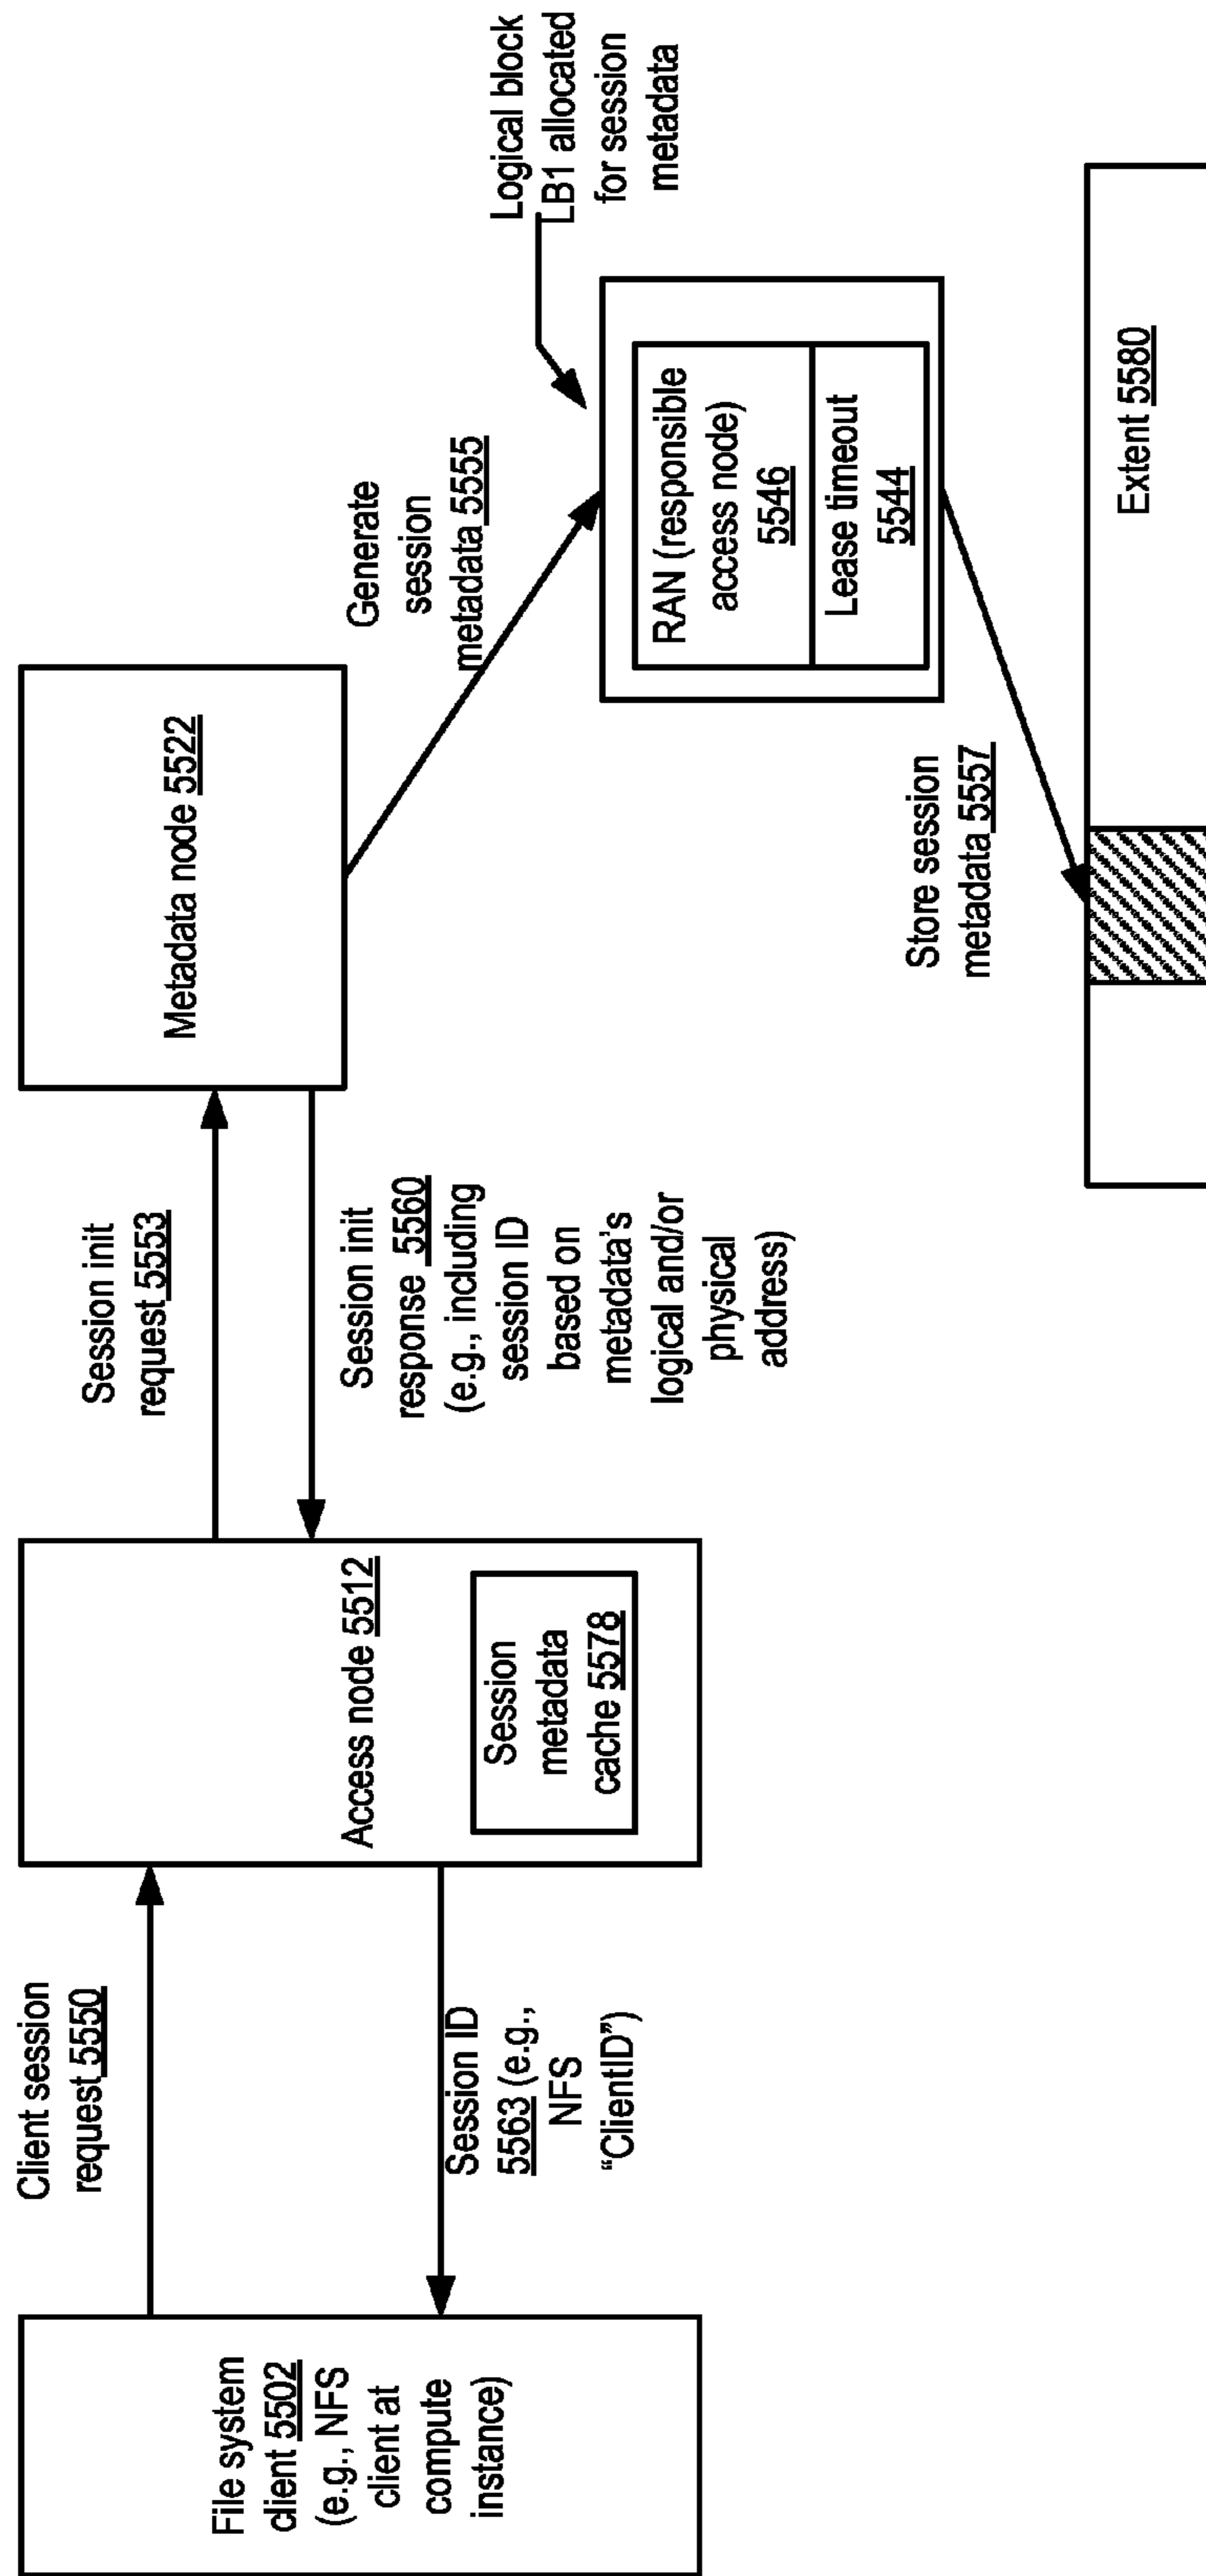 File system
client 5502
(e.g., NFS
client at
compute
instance)
Client session
request 5550
Session ID
5563 (e.g.,
NFS
“ClientID”)
Access node 5512
Session
metadata
cache 5578
Session init
request 5553
Session init
response 5560
(e.g., including
session ID
based on
metadata’s
logical and/or
physical
address)
Metadata node 5522
Generate
session
metadata 5555
Logical block
LB1 allocated
for session
metadata
RAN (responsible
access node)
5546
Lease timeout
5544
Store session
metadata 5557
Extent 5580